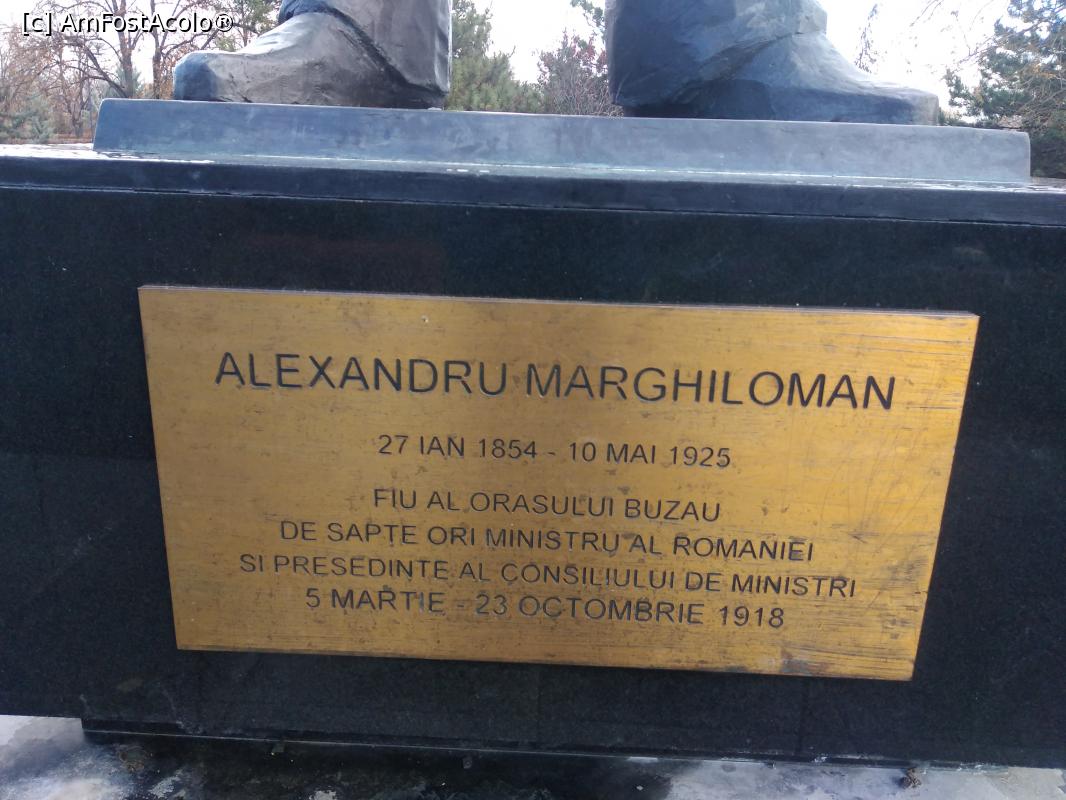 [c] AmFostAcolo®
ALEXANDRU MARGHILOMAN
27 IAN 1854 - 10 MAI 1925
FIU AL ORASULUI BUZAU
DE SAPTE ORI MINISTRU AL ROMANIEI
SI PRESEDINTE AL CONSILIULUI DE MINISTRI
5 MARTIE - 23 OCTOMBRIE 1918